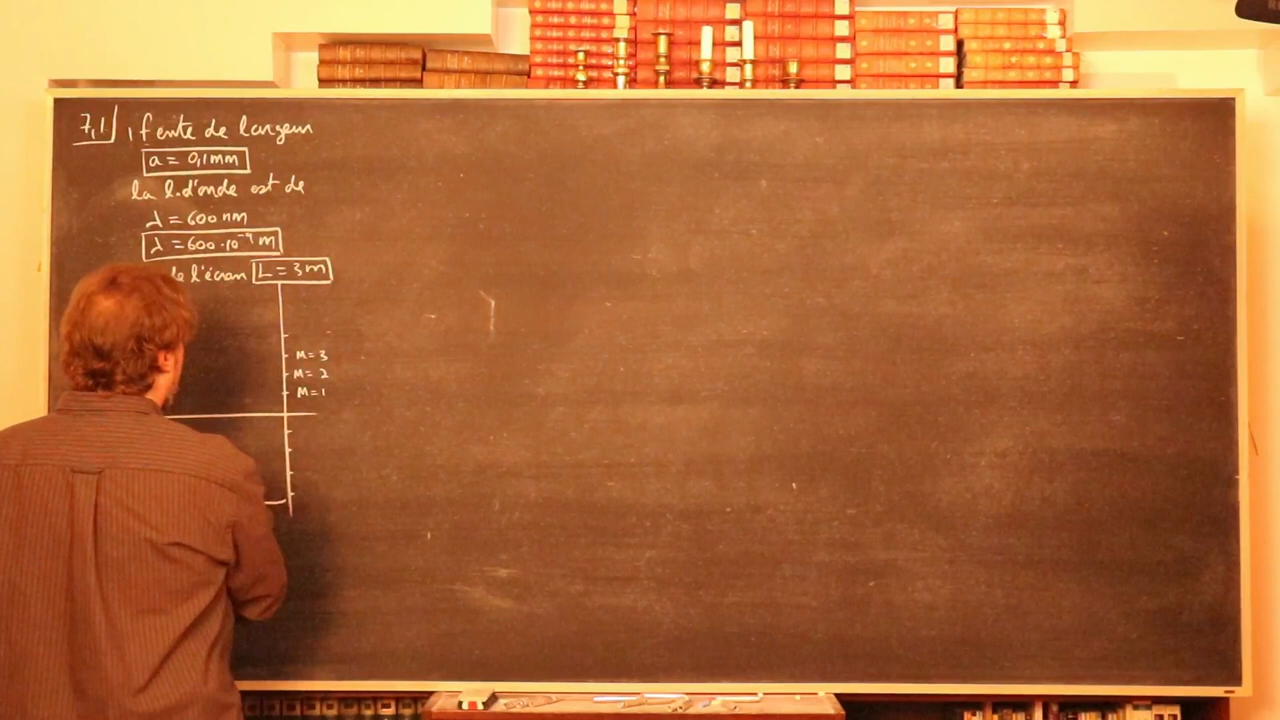 7,1 1 fente de largeur
a = 0,1mm
la l.d'onde est de
λ = 600 nm
λ = 600·10⁻⁹ m
de l'écran L = 3m
M = 3
M = 2
M = 1